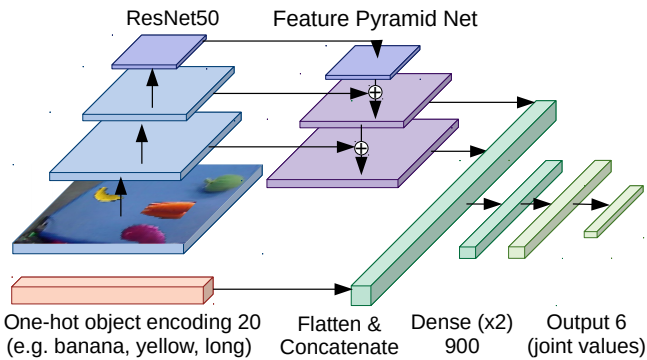 ResNet50
Feature Pyramid Net
One-hot object encoding 20
(e.g. banana, yellow, long)
Flatten &
Concatenate
Dense (x2)
900
Output 6
(joint values)